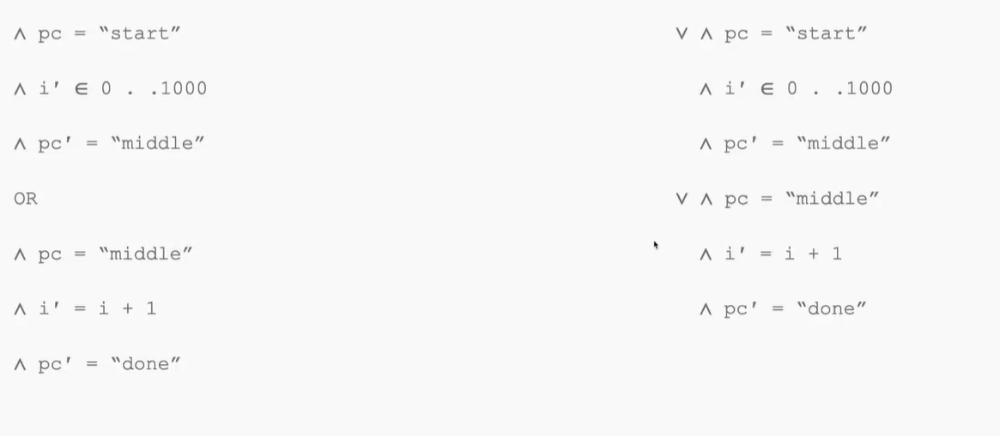 ∧ pc = “start”
∧ i′ ∈ 0 . .1000
∧ pc′ = “middle”
OR
∧ pc = “middle”
∧ i′ = i + 1
∧ pc′ = “done”
∨ ∧ pc = “start”
∧ i′ ∈ 0 . .1000
∧ pc′ = “middle”
∨ ∧ pc = “middle”
∧ i′ = i + 1
∧ pc′ = “done”